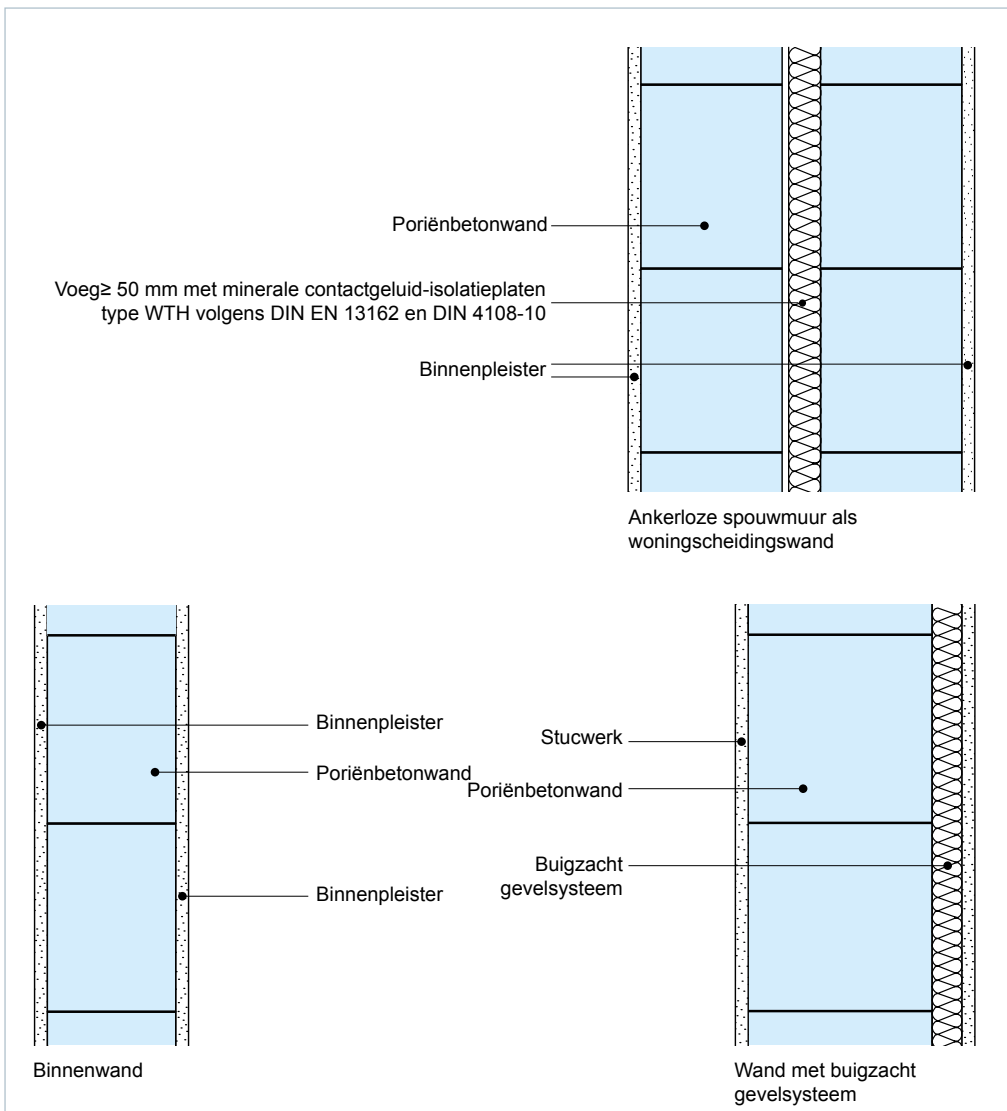 Poriënbetonwand
Voeg≥ 50 mm met minerale contactgeluid-isolatieplaten
type WTH volgens DIN EN 13162 en DIN 4108-10
Binnenpleister
Ankerloze spouwmuur als
woningscheidingswand
Binnenpleister
Poriënbetonwand
Binnenpleister
Binnenwand
Stucwerk
Poriënbetonwand
Buigzacht
gevelsysteem
Wand met buigzacht
gevelsysteem